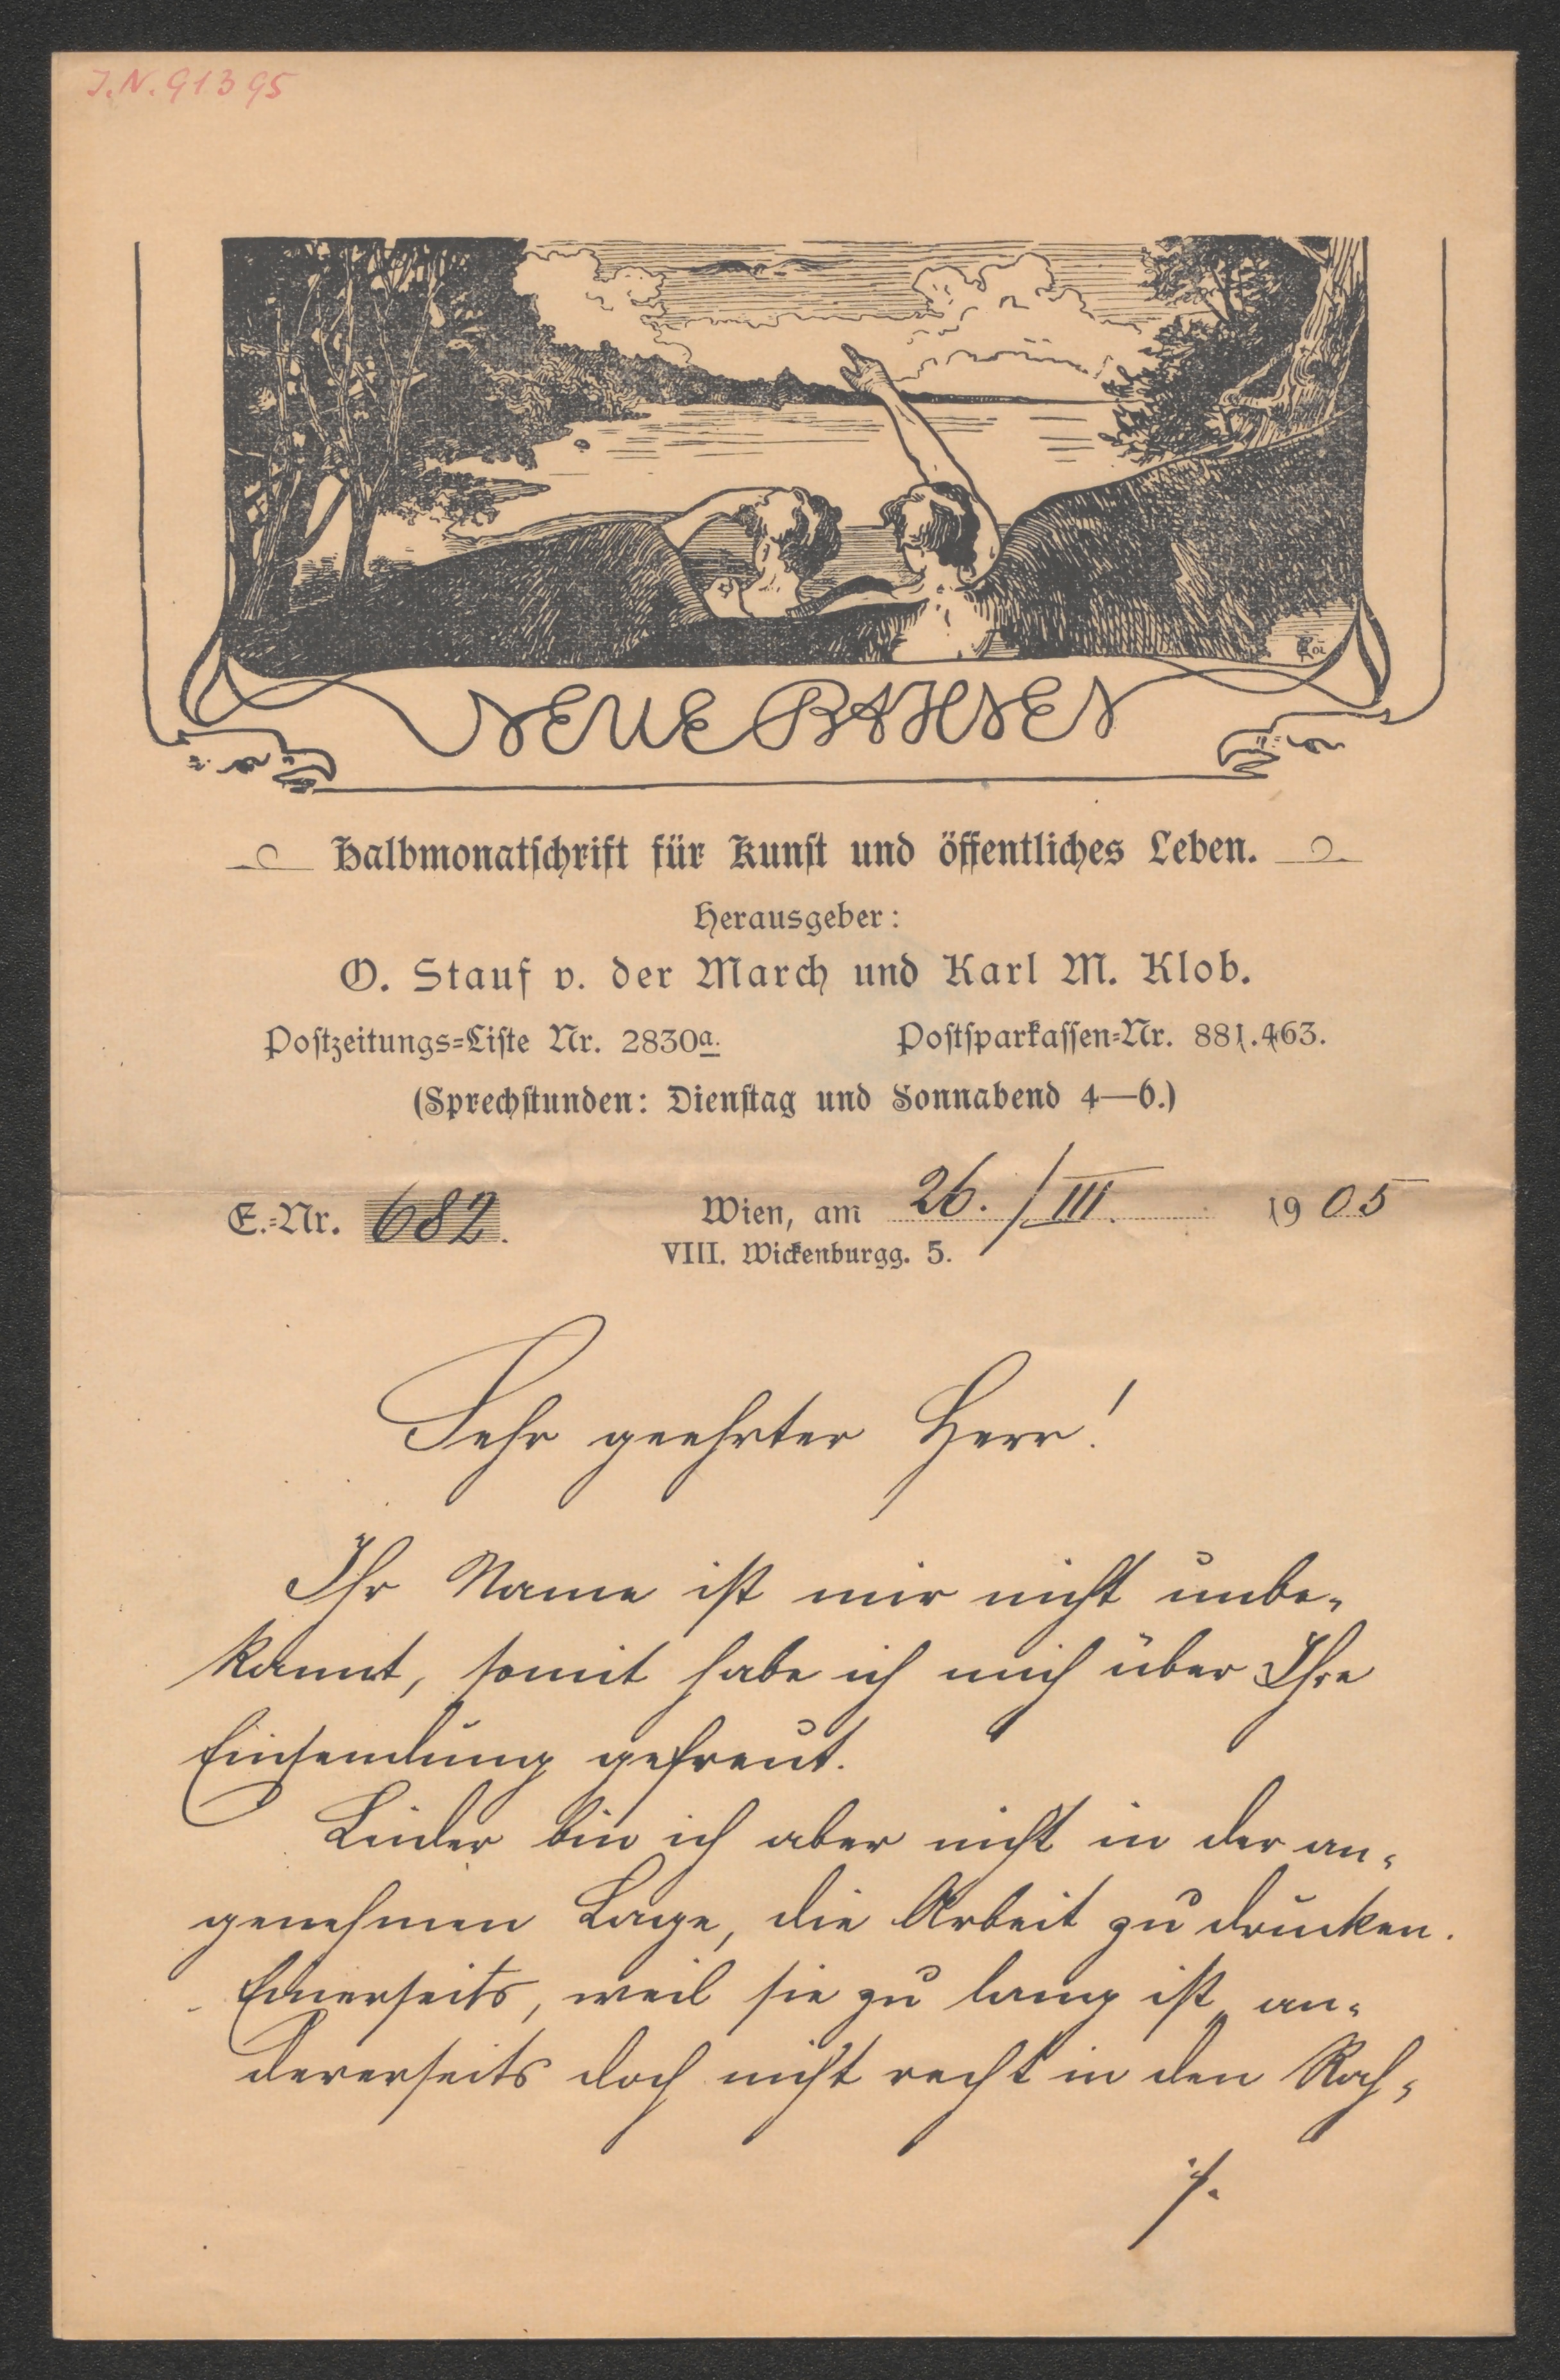 J.N. 91395
NEUE BAHNEN
Halbmonatſchrift für Kunſt und öffentliches Leben.
Herausgeber:
O. Stauf v. der March und Karl M. Klob.
Poſtzeitungs=Liſte Nr. 2830a. Poſtſparkaſſen=Nr. 881.463.
(Sprechſtunden: Dienſtag und Sonnabend 4—6.)
E.=Nr. 682. Wien, am 26./III. 1905
VIII. Wickenburgg. 5.
Sehr geehrter Herr!
Ihr Name ist mir nicht unbe-
kannt, somit habe ich mich über Ihre
Einsendung gefreut.
Leider bin ich aber nicht in der an-
genehmen Lage, die Arbeit zu drucken.
Einerseits, weil sie zu lang ist, an-
dererseits doch nicht recht in den Rah-
./.